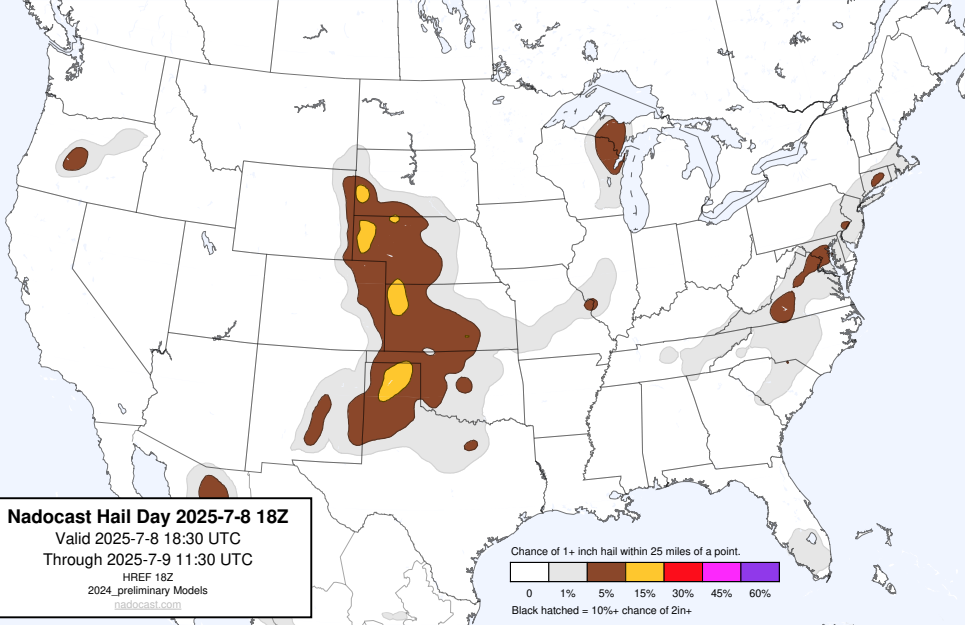 Nadocast Hail Day 2025-7-8 18Z
Valid 2025-7-8 18:30 UTC
Through 2025-7-9 11:30 UTC
HREF 18Z
2024_preliminary Models
nadocast.com
Chance of 1+ inch hail within 25 miles of a point.
0 1% 5% 15% 30% 45% 60%
Black hatched = 10%+ chance of 2in+